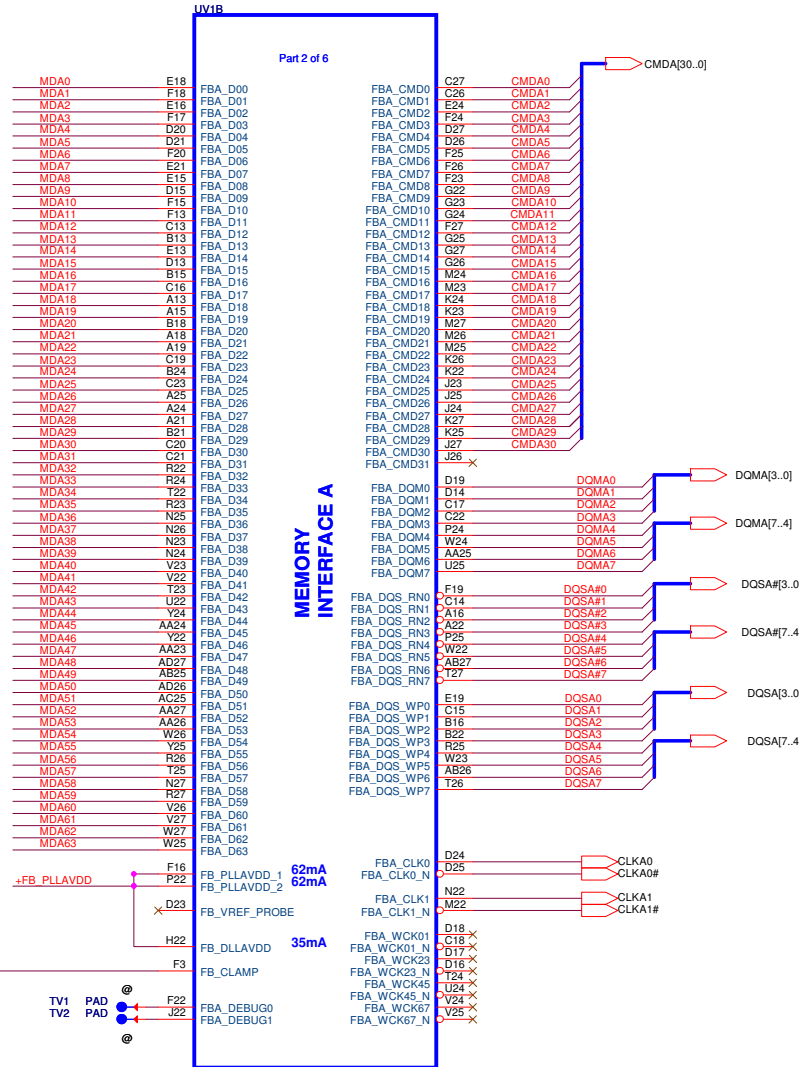 UV1B
Part 2 of 6
MDA0 E18 FBA_D00
MDA1 F18 FBA_D01
MDA2 E16 FBA_D02
MDA3 F17 FBA_D03
MDA4 D20 FBA_D04
MDA5 D21 FBA_D05
MDA6 F20 FBA_D06
MDA7 E21 FBA_D07
MDA8 E15 FBA_D08
MDA9 D15 FBA_D09
MDA10 F15 FBA_D10
MDA11 F13 FBA_D11
MDA12 C13 FBA_D12
MDA13 B13 FBA_D13
MDA14 E13 FBA_D14
MDA15 D13 FBA_D15
MDA16 B15 FBA_D16
MDA17 C16 FBA_D17
MDA18 A13 FBA_D18
MDA19 A15 FBA_D19
MDA20 B18 FBA_D20
MDA21 A18 FBA_D21
MDA22 A19 FBA_D22
MDA23 C19 FBA_D23
MDA24 B24 FBA_D24
MDA25 C23 FBA_D25
MDA26 A25 FBA_D26
MDA27 A24 FBA_D27
MDA28 A21 FBA_D28
MDA29 B21 FBA_D29
MDA30 C20 FBA_D30
MDA31 C21 FBA_D31
MDA32 R22 FBA_D32
MDA33 R24 FBA_D33
MDA34 T22 FBA_D34
MDA35 R23 FBA_D35
MDA36 N25 FBA_D36
MDA37 N26 FBA_D37
MDA38 N23 FBA_D38
MDA39 N24 FBA_D39
MDA40 V23 FBA_D40
MDA41 V22 FBA_D41
MDA42 T23 FBA_D42
MDA43 U22 FBA_D43
MDA44 Y24 FBA_D44
MDA45 AA24 FBA_D45
MDA46 Y22 FBA_D46
MDA47 AA23 FBA_D47
MDA48 AD27 FBA_D48
MDA49 AB25 FBA_D49
MDA50 AD26 FBA_D50
MDA51 AC25 FBA_D51
MDA52 AA27 FBA_D52
MDA53 AA26 FBA_D53
MDA54 W26 FBA_D54
MDA55 Y25 FBA_D55
MDA56 R26 FBA_D56
MDA57 T25 FBA_D57
MDA58 N27 FBA_D58
MDA59 R27 FBA_D59
MDA60 V26 FBA_D60
MDA61 V27 FBA_D61
MDA62 W27 FBA_D62
MDA63 W25 FBA_D63
F16 FBA_PLLAVDD_1 62mA
+FB_PLLAVDD P22 FB_PLLAVDD_2 62mA
D23 FB_VREF_PROBE
H22 FB_DLLAVDD 35mA
F3 FB_CLAMP
@
TV1 PAD F22 FBA_DEBUG0
TV2 PAD J22 FBA_DEBUG1
@
MEMORY
INTERFACE A
FBA_CMD0 C27 CMDA0
FBA_CMD1 C26 CMDA1
FBA_CMD2 E24 CMDA2
FBA_CMD3 F24 CMDA3
FBA_CMD4 D27 CMDA4
FBA_CMD5 D26 CMDA5
FBA_CMD6 F25 CMDA6
FBA_CMD7 F26 CMDA7
FBA_CMD8 F23 CMDA8
FBA_CMD9 G22 CMDA9
FBA_CMD10 G23 CMDA10
FBA_CMD11 G24 CMDA11
FBA_CMD12 F27 CMDA12
FBA_CMD13 G25 CMDA13
FBA_CMD14 G27 CMDA14
FBA_CMD15 G26 CMDA15
FBA_CMD16 M24 CMDA16
FBA_CMD17 M23 CMDA17
FBA_CMD18 K24 CMDA18
FBA_CMD19 K23 CMDA19
FBA_CMD20 M27 CMDA20
FBA_CMD21 M26 CMDA21
FBA_CMD22 M25 CMDA22
FBA_CMD23 K26 CMDA23
FBA_CMD24 K22 CMDA24
FBA_CMD25 J23 CMDA25
FBA_CMD26 J25 CMDA26
FBA_CMD27 J24 CMDA27
FBA_CMD28 K27 CMDA28
FBA_CMD29 K25 CMDA29
FBA_CMD30 J27 CMDA30
FBA_CMD31 J26
CMDA[30..0]
FBA_DQM0 D19 DQMA0
FBA_DQM1 D14 DQMA1
FBA_DQM2 C17 DQMA2
FBA_DQM3 C22 DQMA3
FBA_DQM4 P24 DQMA4
FBA_DQM5 W24 DQMA5
FBA_DQM6 AA25 DQMA6
FBA_DQM7 U25 DQMA7
DQMA[3..0]
DQMA[7..4]
FBA_DQS_RN0 F19 DQSA#0
FBA_DQS_RN1 C14 DQSA#1
FBA_DQS_RN2 A16 DQSA#2
FBA_DQS_RN3 A22 DQSA#3
FBA_DQS_RN4 P25 DQSA#4
FBA_DQS_RN5 W22 DQSA#5
FBA_DQS_RN6 AB27 DQSA#6
FBA_DQS_RN7 T27 DQSA#7
DQSA#[3..0
DQSA#[7..4
FBA_DQS_WP0 E19 DQSA0
FBA_DQS_WP1 C15 DQSA1
FBA_DQS_WP2 B16 DQSA2
FBA_DQS_WP3 B22 DQSA3
FBA_DQS_WP4 R25 DQSA4
FBA_DQS_WP5 W23 DQSA5
FBA_DQS_WP6 AB26 DQSA6
FBA_DQS_WP7 T26 DQSA7
DQSA[3..0
DQSA[7..4
FBA_CLK0 D24 CLKA0
FBA_CLK0_N D25 CLKA0#
FBA_CLK1 N22 CLKA1
FBA_CLK1_N M22 CLKA1#
FBA_WCK01 D18
FBA_WCK01_N C18
FBA_WCK23 D17
FBA_WCK23_N D16
FBA_WCK45 T24
FBA_WCK45_N U24
FBA_WCK67 V24
FBA_WCK67_N V25